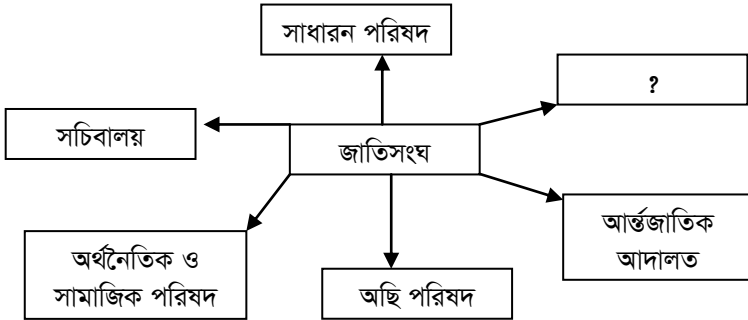 সাধারন পরিষদ
?
সচিবালয়
জাতিসংঘ
আর্ন্তজাতিক
আদালত
অর্থনৈতিক ও
সামাজিক পরিষদ
অছি পরিষদ